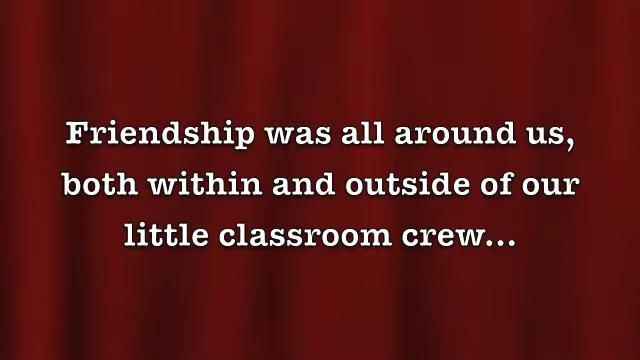 Friendship was all around us,
both within and outside of our
little classroom crew...